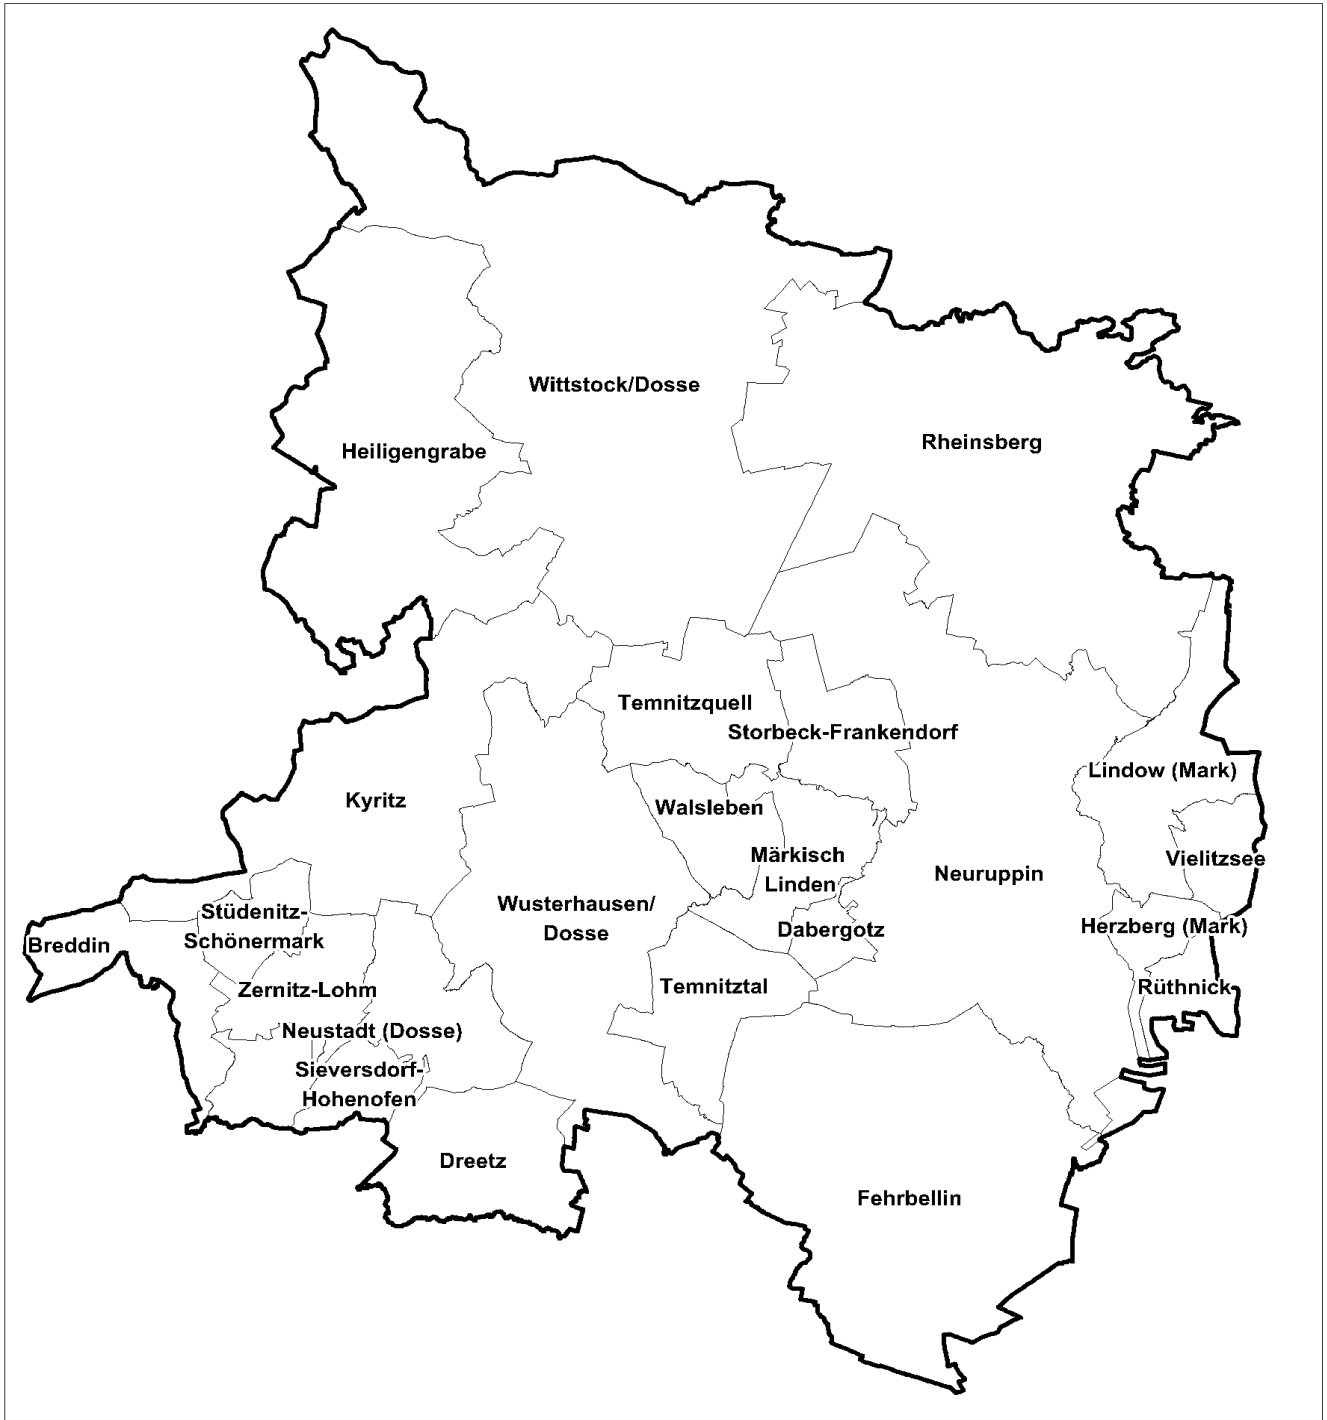 Wittstock/Dosse
Rheinsberg
Heiligengrabe
Temnitzquell
Storbeck-Frankendorf
Lindow (Mark)
Kyritz
Walsleben
Märkisch
Linden
Vielitzsee
Neuruppin
Wusterhausen/
Dosse
Stüdenitz-
Schönermark
Dabergotz
Herzberg (Mark)
Breddin
Temnitztal
Rüthnick
Zernitz-Lohm
Neustadt (Dosse)
Sieversdorf-
Hohenofen
Dreetz
Fehrbellin